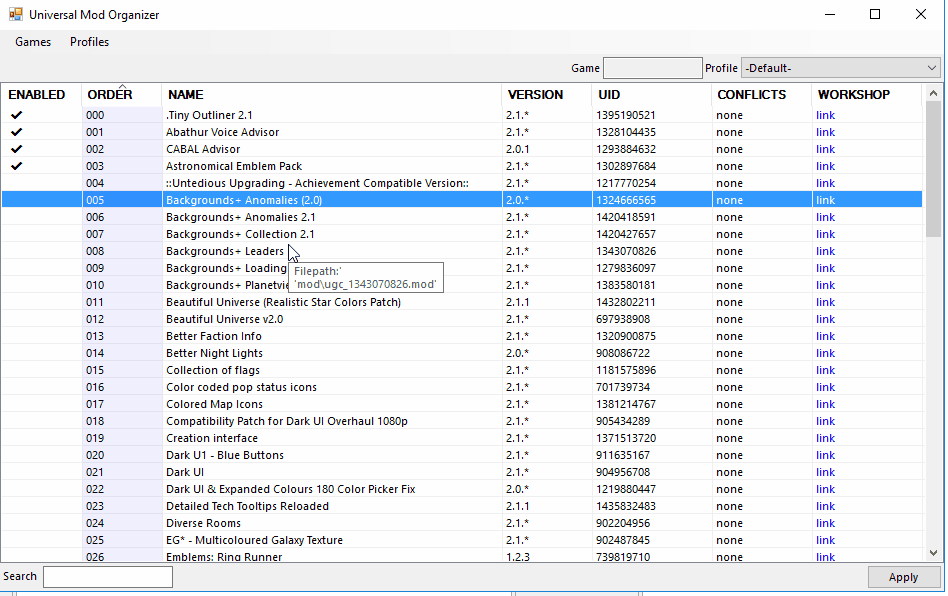 Universal Mod Organizer
Games Profiles
Game Profile -Default-
ENABLED ORDER NAME VERSION UID CONFLICTS WORKSHOP
000 .Tiny Outliner 2.1 2.1.* 1395190521 none link
001 Abathur Voice Advisor 2.1.* 1328104435 none link
002 CABAL Advisor 2.0.1 1293884632 none link
003 Astronomical Emblem Pack 2.1.* 1302897684 none link
004 ::Untedious Upgrading - Achievement Compatible Version:: 2.1.* 1217770254 none link
005 Backgrounds+ Anomalies (2.0) 2.0.* 1324666565 none link
006 Backgrounds+ Anomalies 2.1 2.1.* 1420418591 none link
007 Backgrounds+ Collection 2.1 2.1.* 1420427657 none link
008 Backgrounds+ Leaders 2.1.* 1343070826 none link
009 Backgrounds+ Loading 2.1.* 1279836097 none link
Filepath:'
'mod\ugc_1343070826.mod'
010 Backgrounds+ Planetvie 2.1.* 1383580181 none link
011 Beautiful Universe (Realistic Star Colors Patch) 2.1.1 1432802211 none link
012 Beautiful Universe v2.0 2.1.* 697938908 none link
013 Better Faction Info 2.1.* 1320900875 none link
014 Better Night Lights 2.0.* 908086722 none link
015 Collection of flags 2.1.* 1181575896 none link
016 Color coded pop status icons 2.1.* 701739734 none link
017 Colored Map Icons 2.1.* 1381214767 none link
018 Compatibility Patch for Dark UI Overhaul 1080p 2.1.* 905434289 none link
019 Creation interface 2.1.* 1371513720 none link
020 Dark U1 - Blue Buttons 2.1.* 911635167 none link
021 Dark UI 2.1.* 904956708 none link
022 Dark UI & Expanded Colours 180 Color Picker Fix 2.0.* 1219880447 none link
023 Detailed Tech Tooltips Reloaded 2.1.1 1435832483 none link
024 Diverse Rooms 2.1.* 902204956 none link
025 EG* - Multicoloured Galaxy Texture 2.1.* 902487845 none link
026 Emblems: Ring Runner 1.2.3 739819710 none link
Search Apply